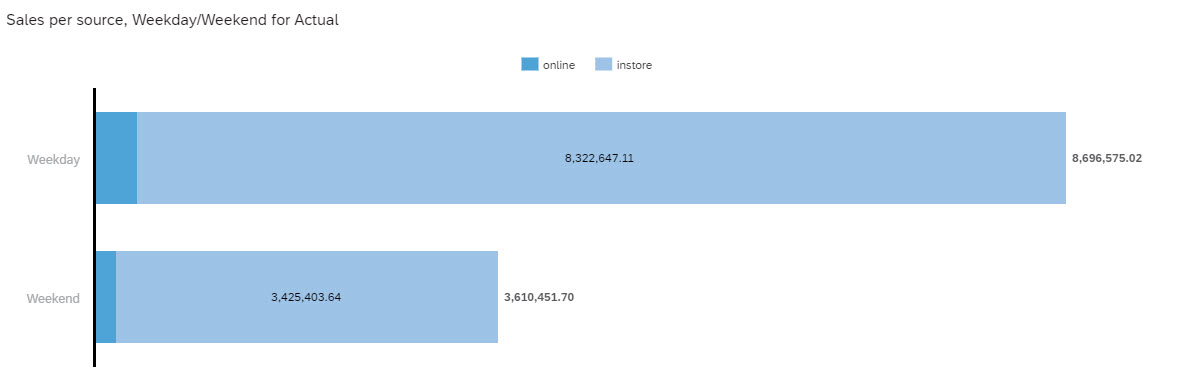 Sales per source, Weekday/Weekend for Actual
online instore
Weekday 8,322,647.11 8,696,575.02
Weekend 3,425,403.64 3,610,451.70